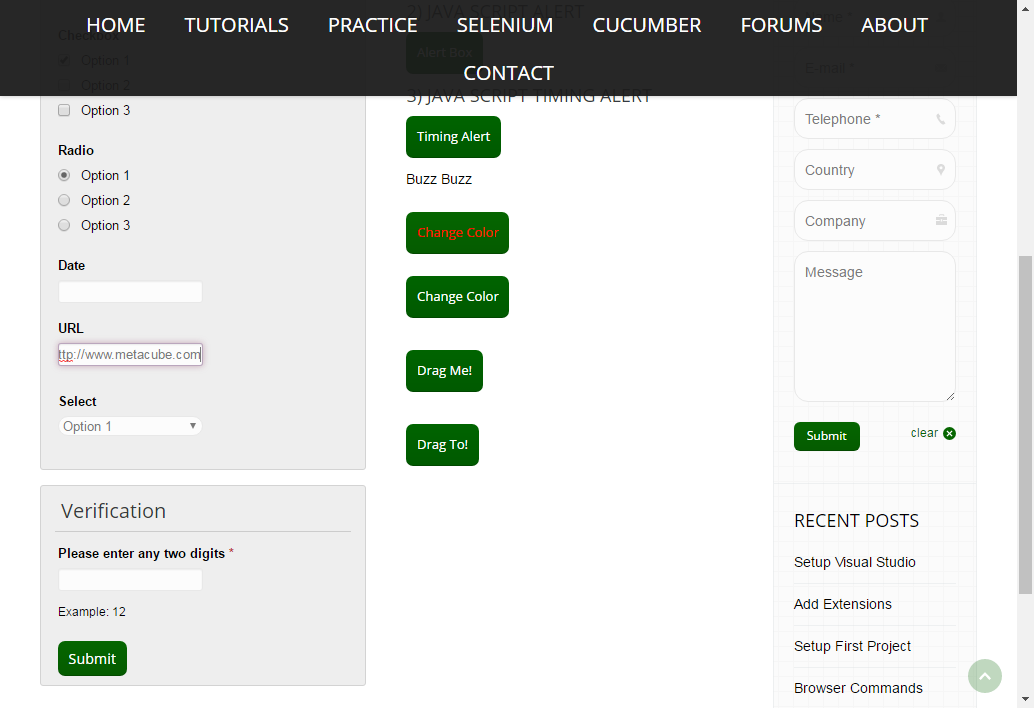 HOME TUTORIALS PRACTICE SELENIUM CUCUMBER FORUMS ABOUT
CONTACT
Checkbox
Option 1
Option 2
Option 3
Radio
Option 1
Option 2
Option 3
Date
URL
ttp://www.metacube.com
Select
Option 1
Verification
Please enter any two digits *
Example: 12
Submit
2) JAVA SCRIPT ALERT
Alert Box
3) JAVA SCRIPT TIMING ALERT
Timing Alert
Buzz Buzz
Change Color
Change Color
Drag Me!
Drag To!
E-mail *
Telephone *
Country
Company
Message
Submit
clear
RECENT POSTS
Setup Visual Studio
Add Extensions
Setup First Project
Browser Commands